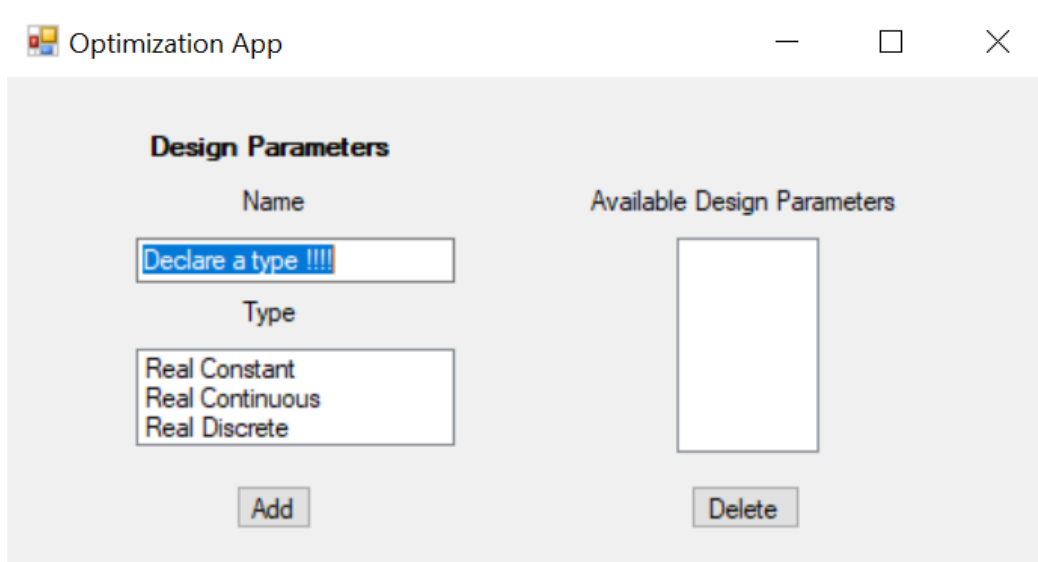 Optimization App
Design Parameters
Name
Available Design Parameters
Declare a type !!!!
Type
Real Constant
Real Continuous
Real Discrete
Add
Delete